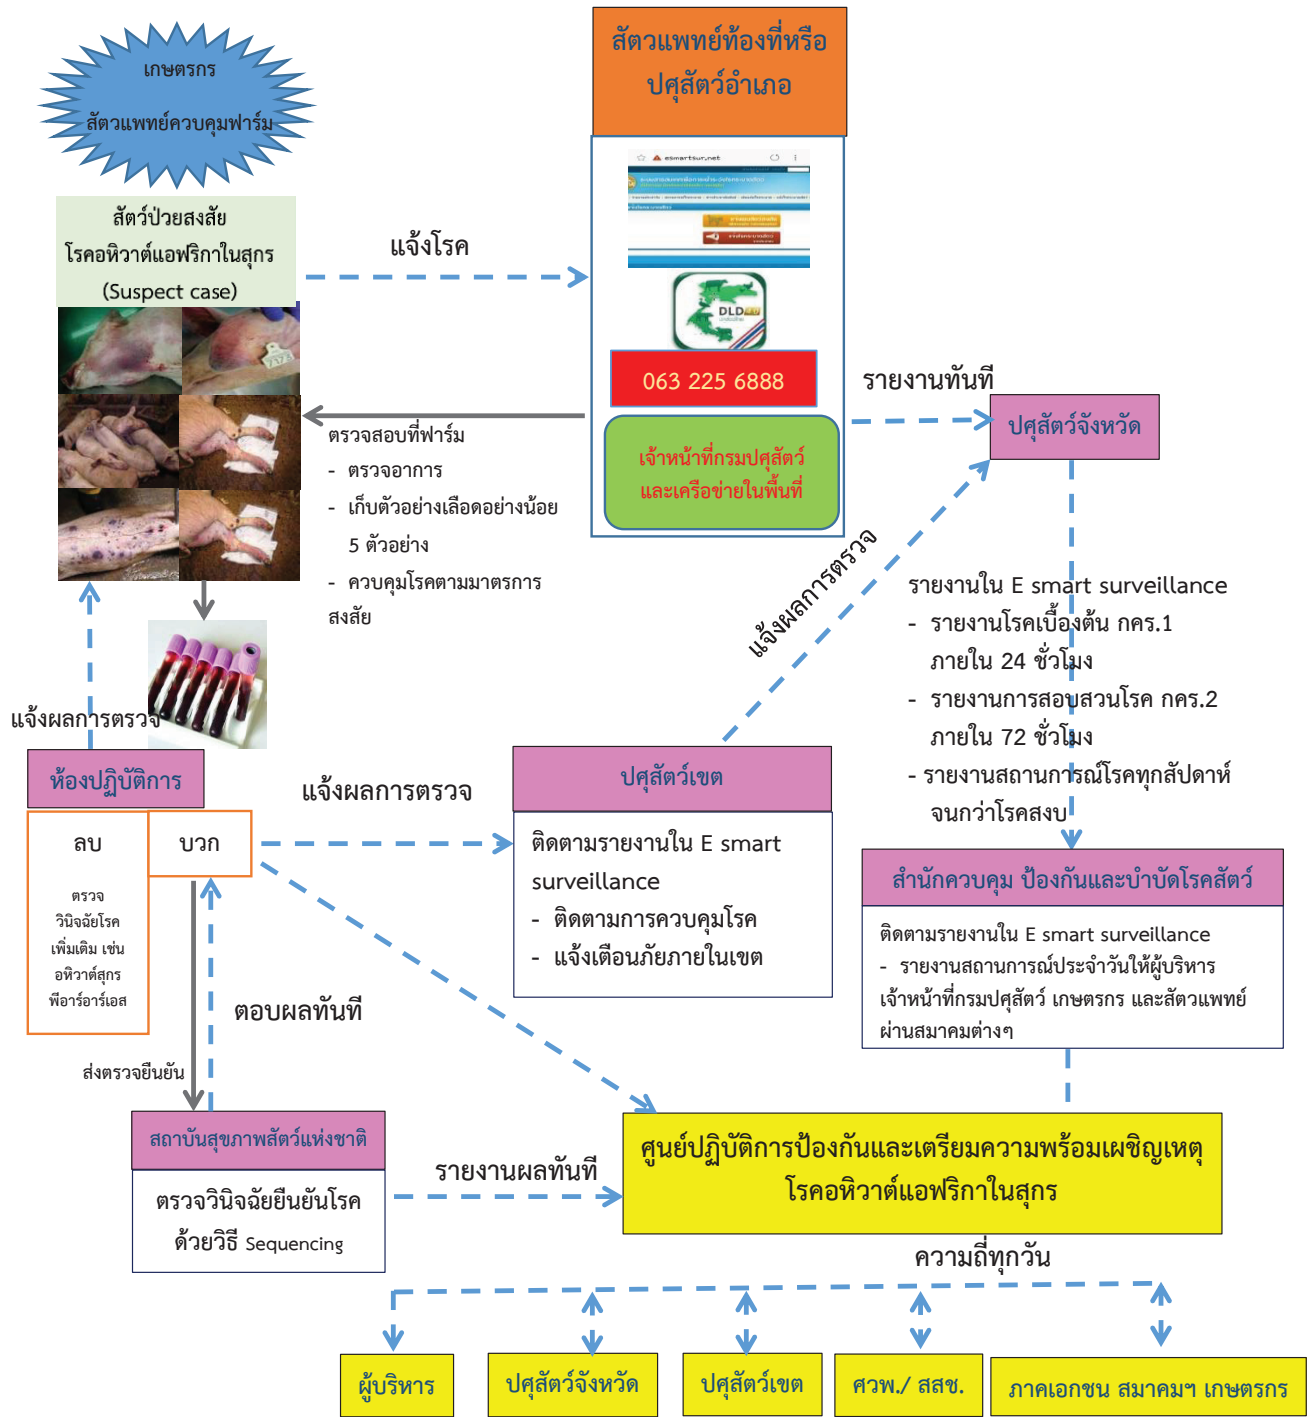 เกษตรกร
สัตวแพทย์ควบคุมฟาร์ม
สัตว์ป่วยสงสัย
โรคอหิวาต์แอฟริกาในสุกร
(Suspect case)
แจ้งโรค
สัตวแพทย์ท้องที่หรือ
ปศุสัตว์อำเภอ
esmartsur.net
DLD 4.0
063 225 6888
เจ้าหน้าที่กรมปศุสัตว์
และเครือข่ายในพื้นที่
รายงานทันที
ปศุสัตว์จังหวัด
ตรวจสอบที่ฟาร์ม
- ตรวจอาการ
- เก็บตัวอย่างเลือดอย่างน้อย
5 ตัวอย่าง
- ควบคุมโรคตามมาตรการ
สงสัย
แจ้งผลการตรวจ
รายงานใน E smart surveillance
- รายงานโรคเบื้องต้น กคร.1
ภายใน 24 ชั่วโมง
- รายงานการสอบสวนโรค กคร.2
ภายใน 72 ชั่วโมง
- รายงานสถานการณ์โรคทุกสัปดาห์
จนกว่าโรคสงบ
แจ้งผลการตรวจ
ห้องปฏิบัติการ
ลบ
ตรวจ
วินิจฉัยโรค
เพิ่มเติม เช่น
อหิวาต์สุกร
พีอาร์อาร์เอส
บวก
แจ้งผลการตรวจ
ปศุสัตว์เขต
ติดตามรายงานใน E smart
surveillance
- ติดตามการควบคุมโรค
- แจ้งเตือนภัยภายในเขต
สำนักควบคุม ป้องกันและบำบัดโรคสัตว์
ติดตามรายงานใน E smart surveillance
- รายงานสถานการณ์ประจำวันให้ผู้บริหาร
เจ้าหน้าที่กรมปศุสัตว์ เกษตรกร และสัตวแพทย์
ผ่านสมาคมต่างๆ
ตอบผลทันที
ส่งตรวจยืนยัน
สถาบันสุขภาพสัตว์แห่งชาติ
ตรวจวินิจฉัยยืนยันโรค
ด้วยวิธี Sequencing
รายงานผลทันที
ศูนย์ปฏิบัติการป้องกันและเตรียมความพร้อมเผชิญเหตุ
โรคอหิวาต์แอฟริกาในสุกร
ความถี่ทุกวัน
ผู้บริหาร
ปศุสัตว์จังหวัด
ปศุสัตว์เขต
ศวพ./ สสช.
ภาคเอกชน สมาคมฯ เกษตรกร